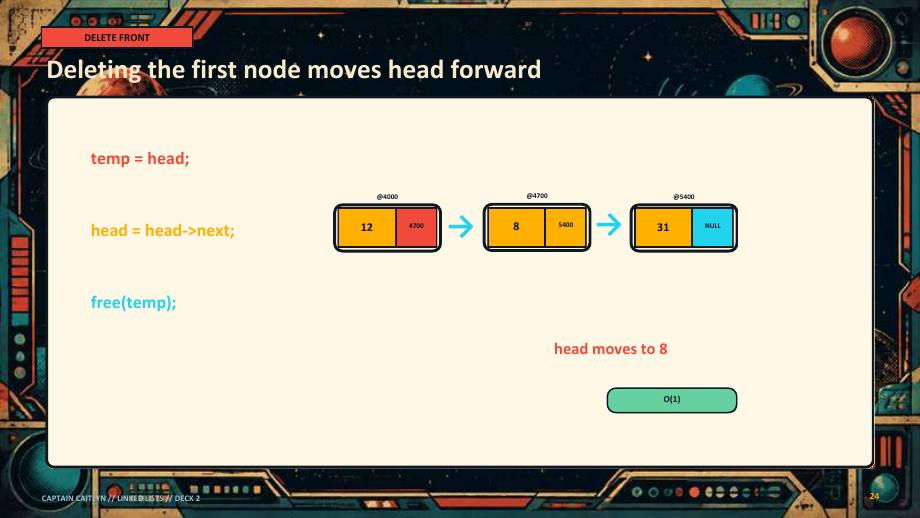 DELETE FRONT
Deleting the first node moves head forward
temp = head;
head = head->next;
free(temp);
@4000
@4700
@5400
12
4700
8
5400
31
NULL
head moves to 8
O(1)
CAPTAIN CAITLYN // LINKED LISTS // DECK 2
24